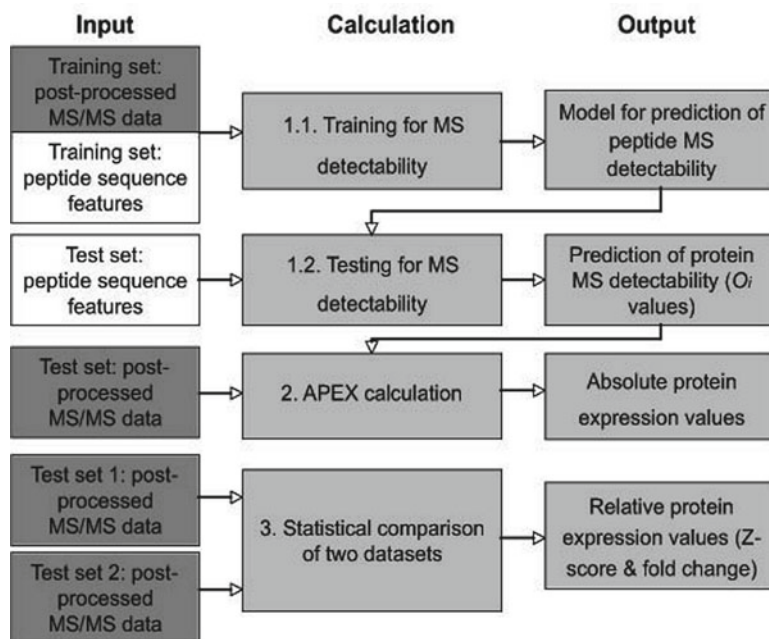 Input
Calculation
Output
Training set:
post-processed
MS/MS data
Training set:
peptide sequence
features
1.1. Training for MS
detectability
Model for prediction of
peptide MS
detectability
Test set:
peptide sequence
features
1.2. Testing for MS
detectability
Prediction of protein
MS detectability (Oi
values)
Test set: post-
processed
MS/MS data
2. APEX calculation
Absolute protein
expression values
Test set 1: post-
processed
MS/MS data
Test set 2: post-
processed
MS/MS data
3. Statistical comparison
of two datasets
Relative protein
expression values (Z-
score & fold change)